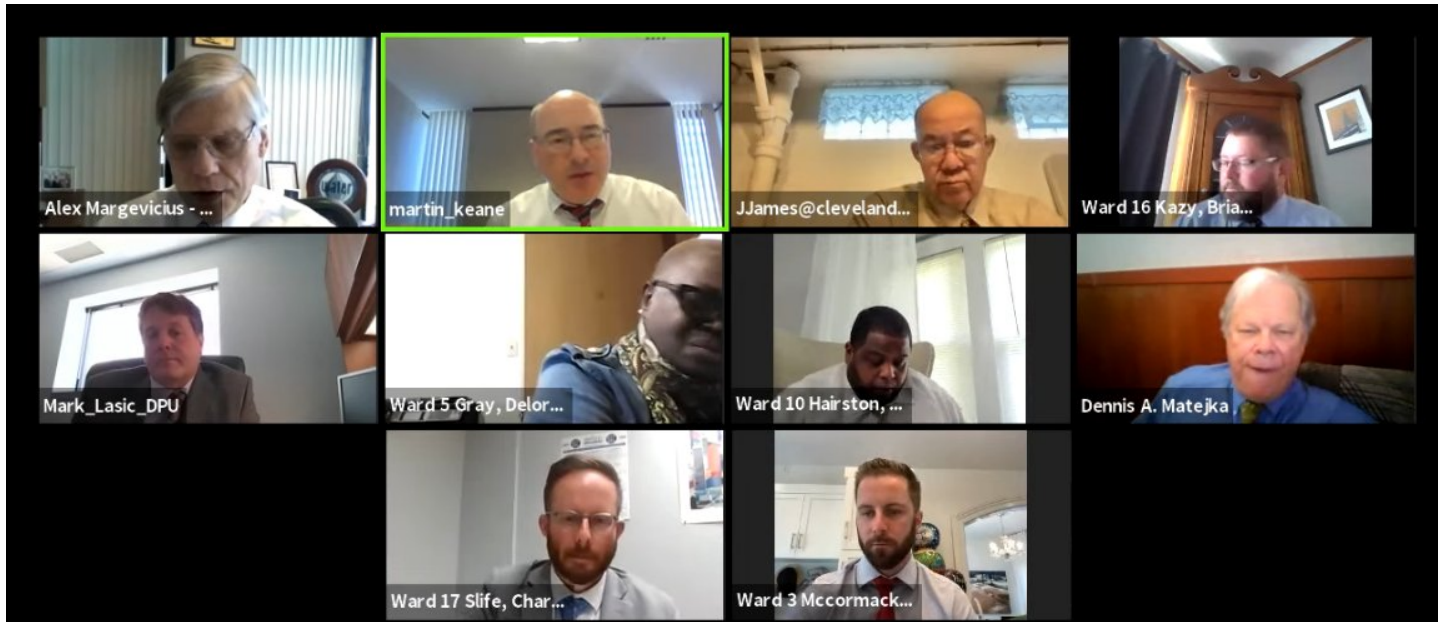 Alex Margevicius - ...
martin_keane
JJames@cleveland...
Ward 16 Kazy, Bria...
water
Mark_Lasic_DPU
Ward 5 Gray, Delor...
Ward 10 Hairston, ...
Dennis A. Matejka
Ward 17 Slife, Char...
Ward 3 Mccormack...